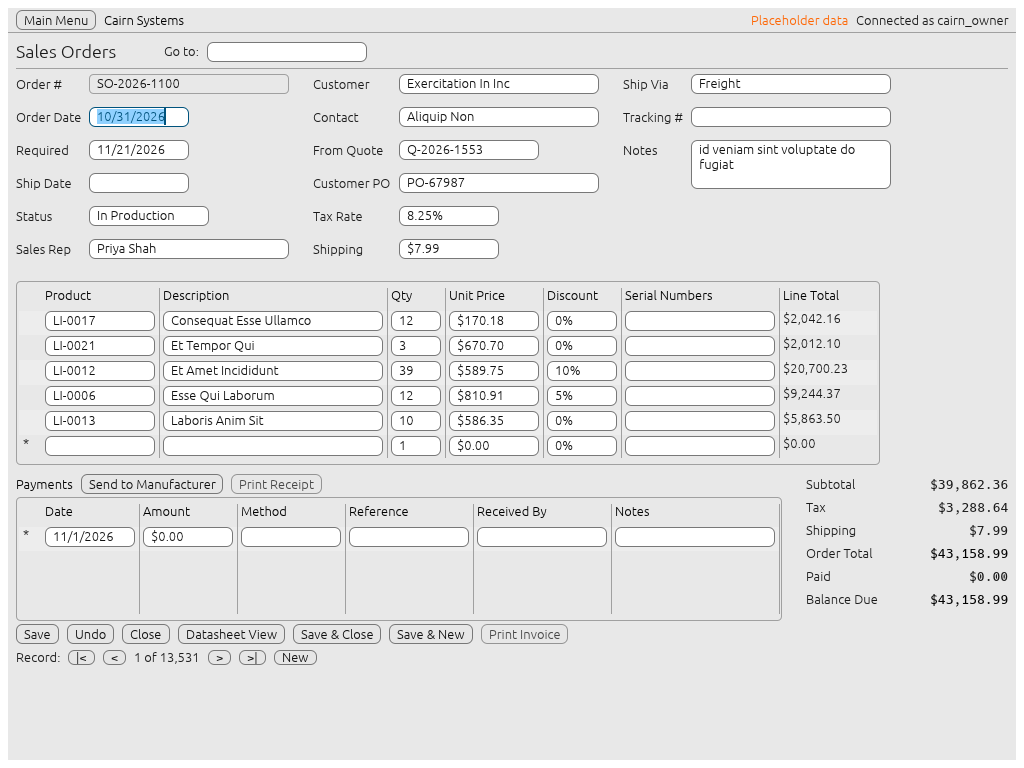 Main Menu Cairn Systems Placeholder data Connected as cairn_owner
Sales Orders Go to:
Order # SO-2026-1100 Customer Exercitation In Inc Ship Via Freight
Order Date 10/31/2026 Contact Aliquip Non Tracking #
Required 11/21/2026 From Quote Q-2026-1553 Notes id veniam sint voluptate do
fugiat
Ship Date Customer PO PO-67987
Status In Production Tax Rate 8.25%
Sales Rep Priya Shah Shipping $7.99
Product Description Qty Unit Price Discount Serial Numbers Line Total
LI-0017 Consequat Esse Ullamco 12 $170.18 0% $2,042.16
LI-0021 Et Tempor Qui 3 $670.70 0% $2,012.10
LI-0012 Et Amet Incididunt 39 $589.75 10% $20,700.23
LI-0006 Esse Qui Laborum 12 $810.91 5% $9,244.37
LI-0013 Laboris Anim Sit 10 $586.35 0% $5,863.50
* 1 $0.00 0% $0.00
Payments Send to Manufacturer Print Receipt Subtotal $39,862.36
Date Amount Method Reference Received By Notes Tax $3,288.64
* 11/1/2026 $0.00 Shipping $7.99
Order Total $43,158.99
Paid $0.00
Balance Due $43,158.99
Save Undo Close Datasheet View Save & Close Save & New Print Invoice
Record: |< < 1 of 13,531 > >| New